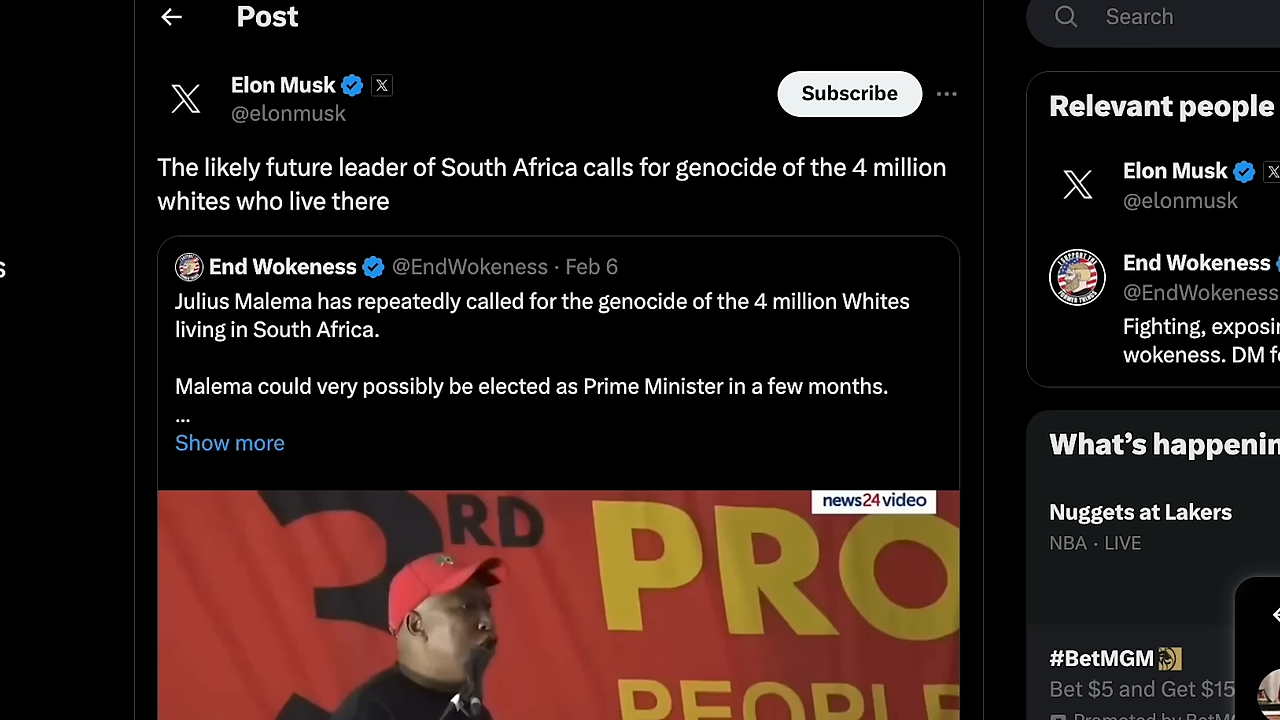 Post
Elon Musk
@elonmusk
Subscribe
The likely future leader of South Africa calls for genocide of the 4 million
whites who live there
End Wokeness @EndWokeness · Feb 6
Julius Malema has repeatedly called for the genocide of the 4 million Whites
living in South Africa.
Malema could very possibly be elected as Prime Minister in a few months.
...
Show more
news24video
3RD
PRO
PEOPLE
s
Search
Relevant people
Elon Musk
@elonmusk
End Wokeness
@EndWokeness
Fighting, exposin
wokeness. DM fo
What's happenin
Nuggets at Lakers
NBA · LIVE
#BetMGM
Bet $5 and Get $15